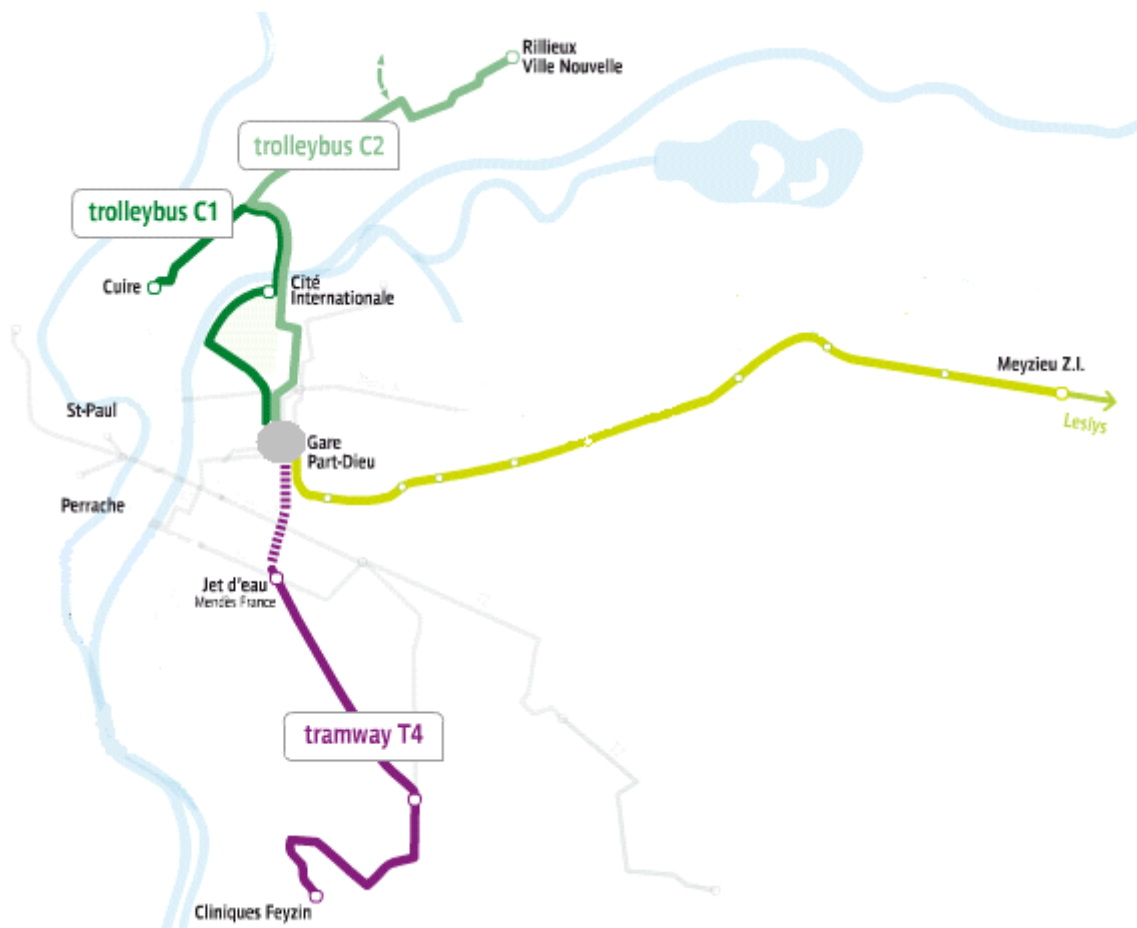 Rillieux
Ville Nouvelle
trolleybus C2
trolleybus C1
Cuire
Cité
Internationale
Meyzieu Z.I.
Leslys
St-Paul
Gare
Part-Dieu
Perrache
Jet d'eau
Mendès France
tramway T4
Cliniques Feyzin